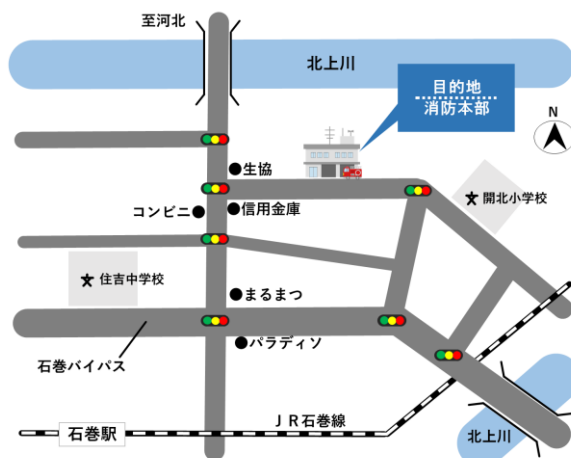 至河北
北上川
目的地
消防本部
N
●生協
コンビニ●
●信用金庫
開北小学校
住吉中学校
●まるまつ
●パラディソ
石巻バイパス
石巻駅
ＪＲ石巻線
北上川